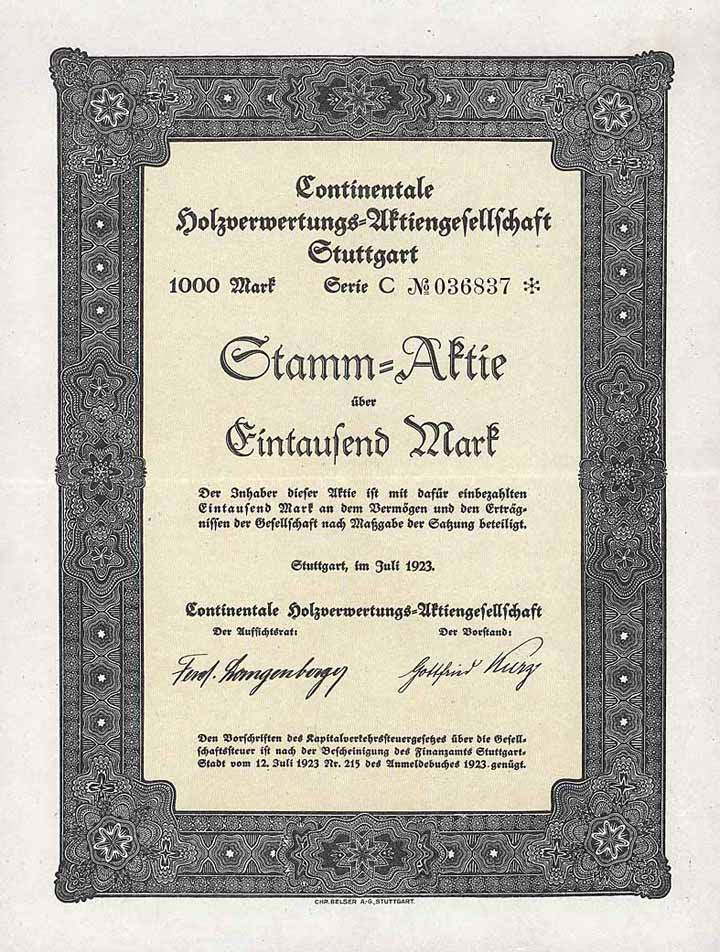 Continentale
Holzverwertungs-Aktiengesellschaft
Stuttgart
1000 Mark Serie C № 036837 *
Stamm-Aktie
über
Eintausend Mark
Der Inhaber dieser Aktie ist mit dafür einbezahlten
Eintausend Mark an dem Vermögen und den Erträg-
nissen der Gesellschaft nach Maßgabe der Satzung beteiligt.
Stuttgart, im Juli 1923.
Continentale Holzverwertungs-Aktiengesellschaft
Der Aufsichtsrat: Der Vorstand:
Ferd. Langenberger Gottfried Kurz
Den Vorschriften des Kapitalverkehrsteuergesetzes über die Gesell-
schaftsteuer ist nach der Bescheinigung des Finanzamts Stuttgart-
Stadt vom 12. Juli 1923 Nr. 215 des Anmeldebuches 1923 genügt.
CHR. BELSER A.-G., STUTTGART.